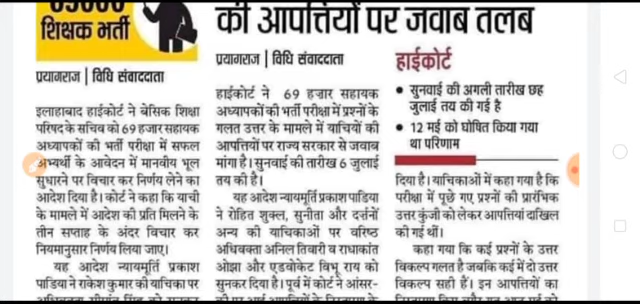 69000
शिक्षक भर्ती
प्रयागराज | विधि संवाददाता
इलाहाबाद हाईकोर्ट ने बेसिक शिक्षा
परिषद के सचिव को 69 हजार सहायक
अध्यापकों की भर्ती परीक्षा में सफल
अभ्यर्थी के आवेदन में मानवीय भूल
सुधारने पर विचार कर निर्णय लेने का
आदेश दिया है। कोर्ट ने कहा कि याची
के मामले में आदेश की प्रति मिलने के
तीन सप्ताह के अंदर विचार कर
नियमानुसार निर्णय लिया जाए।
यह आदेश न्यायमूर्ति प्रकाश
पाडिया ने राकेश कुमार की याचिका पर
की आपत्तियों पर जवाब तलब
प्रयागराज | विधि संवाददाता
हाईकोर्ट ने 69 हजार सहायक
अध्यापकों की भर्ती परीक्षा में प्रश्नों के
गलत उत्तर के मामले में याचियों की
आपत्तियों पर राज्य सरकार से जवाब
मांगा है। सुनवाई की तारीख 6 जुलाई
तय की है।
यह आदेश न्यायमूर्ति प्रकाश पाडिया
ने रोहित शुक्ल, सुनीता और दर्जनों
अन्य की याचिकाओं पर वरिष्ठ
अधिवक्ता अनिल तिवारी व राधाकांत
ओझा और एडवोकेट विभू राय को
सुनकर दिया है। पूर्व में कोर्ट ने आंसर-
हाईकोर्ट
• सुनवाई की अगली तारीख छह
जुलाई तय की गई है
• 12 मई को घोषित किया गया
था परिणाम
दिया है। याचिकाओं में कहा गया है कि
परीक्षा में पूछे गए प्रश्नों की प्रारंभिक
उत्तर कुंजी को लेकर आपत्तियां दाखिल
की गई थीं।
कहा गया कि कई प्रश्नों के उत्तर
विकल्प गलत है जबकि कई में दो उत्तर
विकल्प सही हैं। इन आपत्तियों का